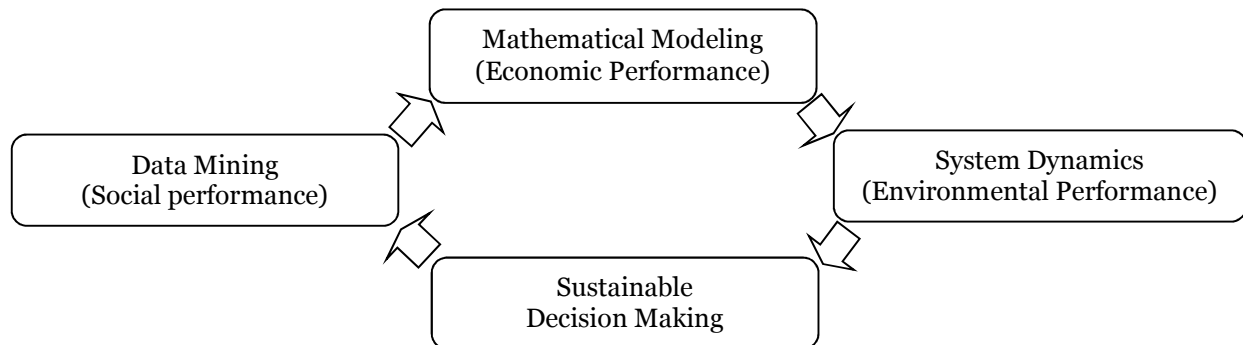 Mathematical Modeling
(Economic Performance)
Data Mining
(Social performance)
System Dynamics
(Environmental Performance)
Sustainable
Decision Making